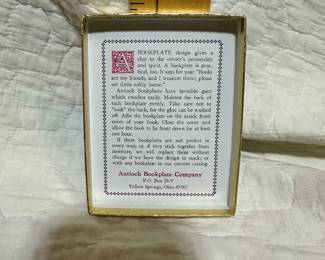 A BOOKPLATE design gives a
clue to the owner's personality
and spirit. A bookplate is prac-
tical, too. It says for your "Books
are my friends, and I treasure them; please
see them safely home."
Antioch Bookplates have invisible gum
which attaches easily. Moisten the back of
each bookplate evenly. Take care not to
"soak" the back, for the glue can be washed
off. Affix the bookplate on the inside front
cover of your book. Close the cover and
allow the book to lie front down for at least
one hour.
If these bookplates are not perfect in
every way, or if they stick together from
moisture, we will replace them without
charge if we have the design in stock; or
with any bookplate in our current catalog.
Antioch Bookplate Company
P.O. Box 28-V
Yellow Springs, Ohio 45387